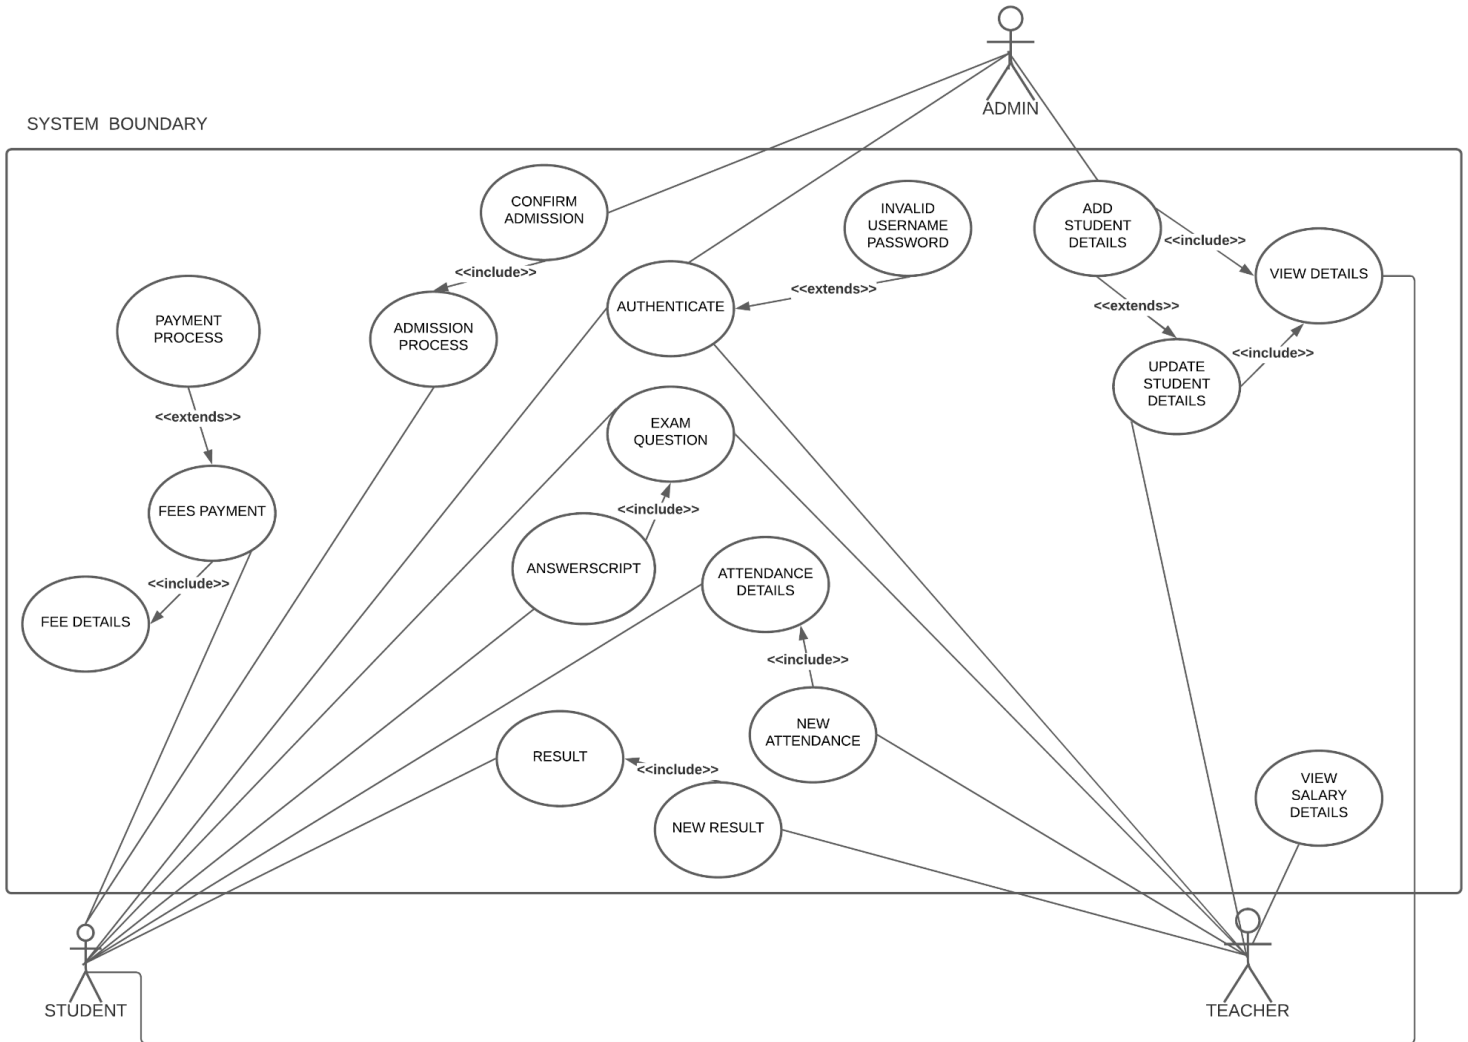 ADMIN
SYSTEM BOUNDARY
CONFIRM
ADMISSION
INVALID
USERNAME
PASSWORD
ADD
STUDENT
DETAILS
<<include>>
VIEW DETAILS
<<include>>
<<extends>>
AUTHENTICATE
<<extends>>
PAYMENT
PROCESS
ADMISSION
PROCESS
<<include>>
UPDATE
STUDENT
DETAILS
<<extends>>
EXAM
QUESTION
FEES PAYMENT
<<include>>
<<include>>
ANSWERSCRIPT
ATTENDANCE
DETAILS
FEE DETAILS
<<include>>
NEW
ATTENDANCE
RESULT
<<include>>
VIEW
SALARY
DETAILS
NEW RESULT
STUDENT
TEACHER